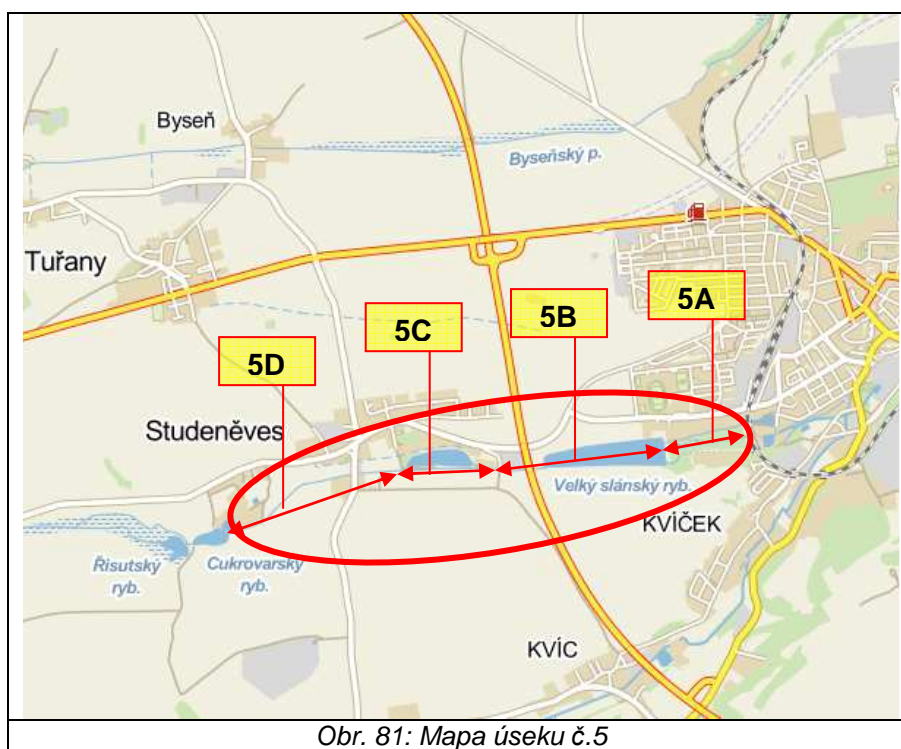 Byseň
Byseňský p.
Tuřany
5A
5B
5C
5D
Studeněves
Velký slánský ryb.
KVÍČEK
Řisutský
ryb.
Cukrovarský
ryb.
KVÍC
Obr. 81: Mapa úseku č.5